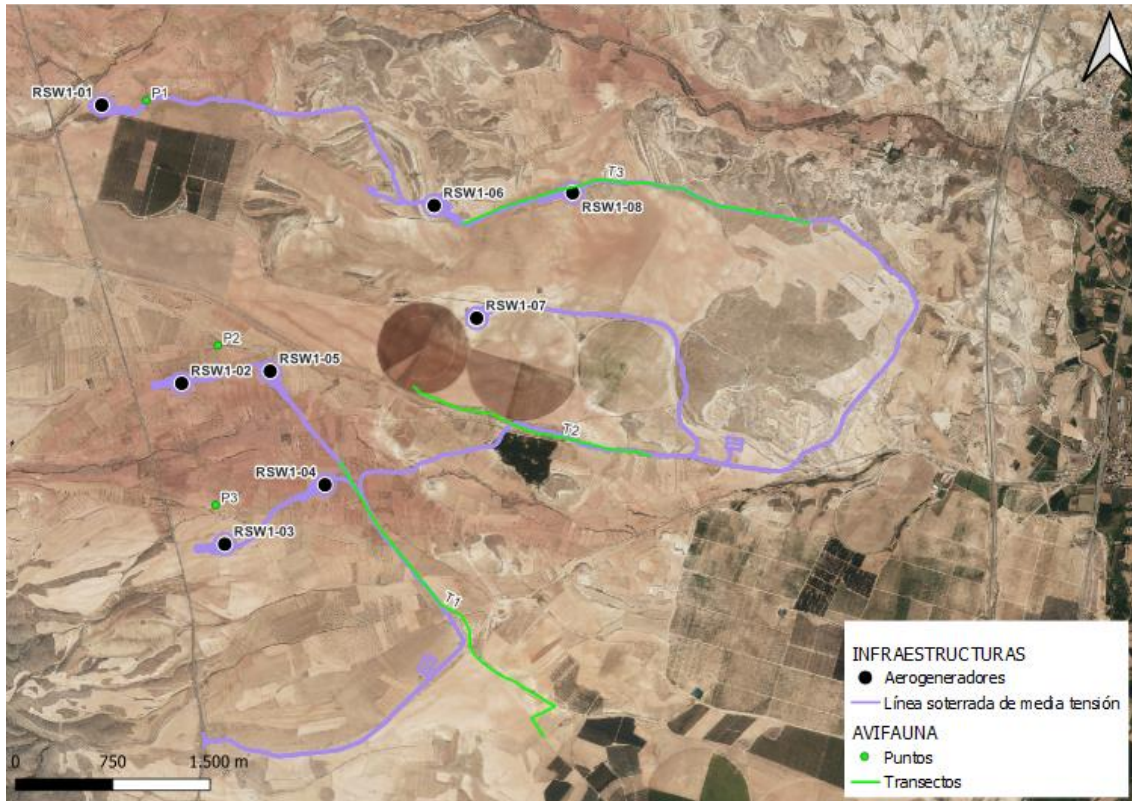 RSW1-01
P1
RSW1-06
T3
RSW1-08
RSW1-07
P2
RSW1-05
RSW1-02
T2
RSW1-04
P3
RSW1-03
T1
INFRAESTRUCTURAS
Aerogeneradores
Línea soterrada de media tensión
AVIFAUNA
Puntos
Transectos
0 750 1.500 m